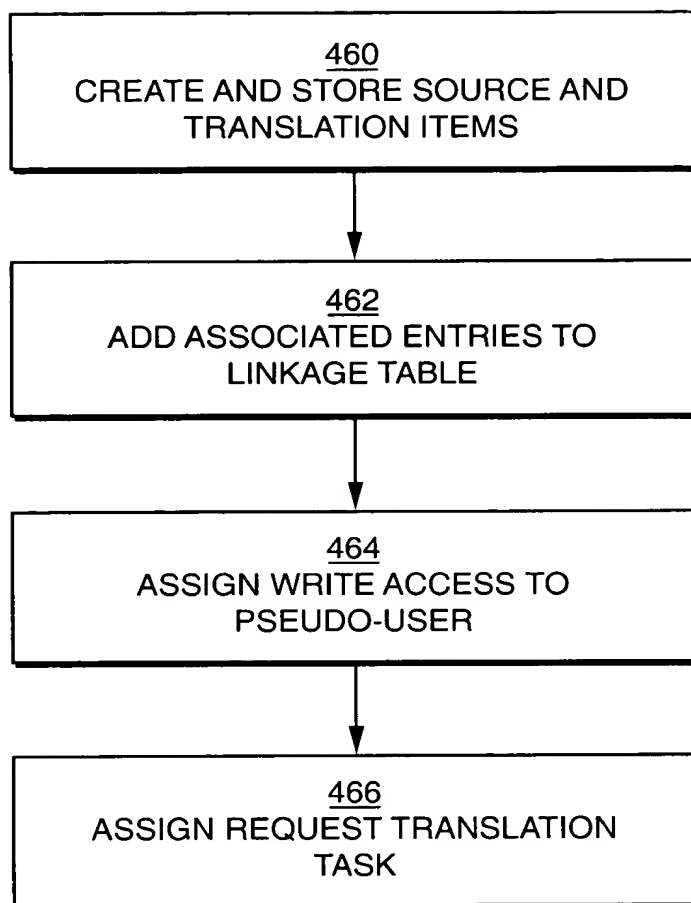 460
CREATE AND STORE SOURCE AND
TRANSLATION ITEMS
462
ADD ASSOCIATED ENTRIES TO
LINKAGE TABLE
464
ASSIGN WRITE ACCESS TO
PSEUDO-USER
466
ASSIGN REQUEST TRANSLATION
TASK